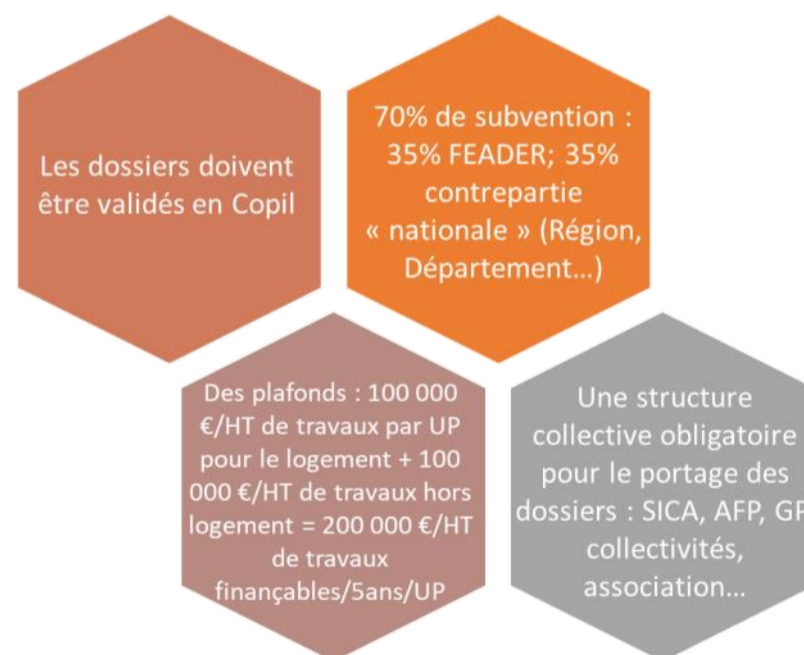 Les dossiers doivent
être validés en Copil
70% de subvention :
35% FEADER; 35%
contrepartie
« nationale » (Région,
Département…)
Des plafonds : 100 000
€/HT de travaux par UP
pour le logement + 100
000 €/HT de travaux hors
logement = 200 000 €/HT
de travaux
finançables/5ans/UP
Une structure
collective obligatoire
pour le portage des
dossiers : SICA, AFP, GP
collectivités,
association…